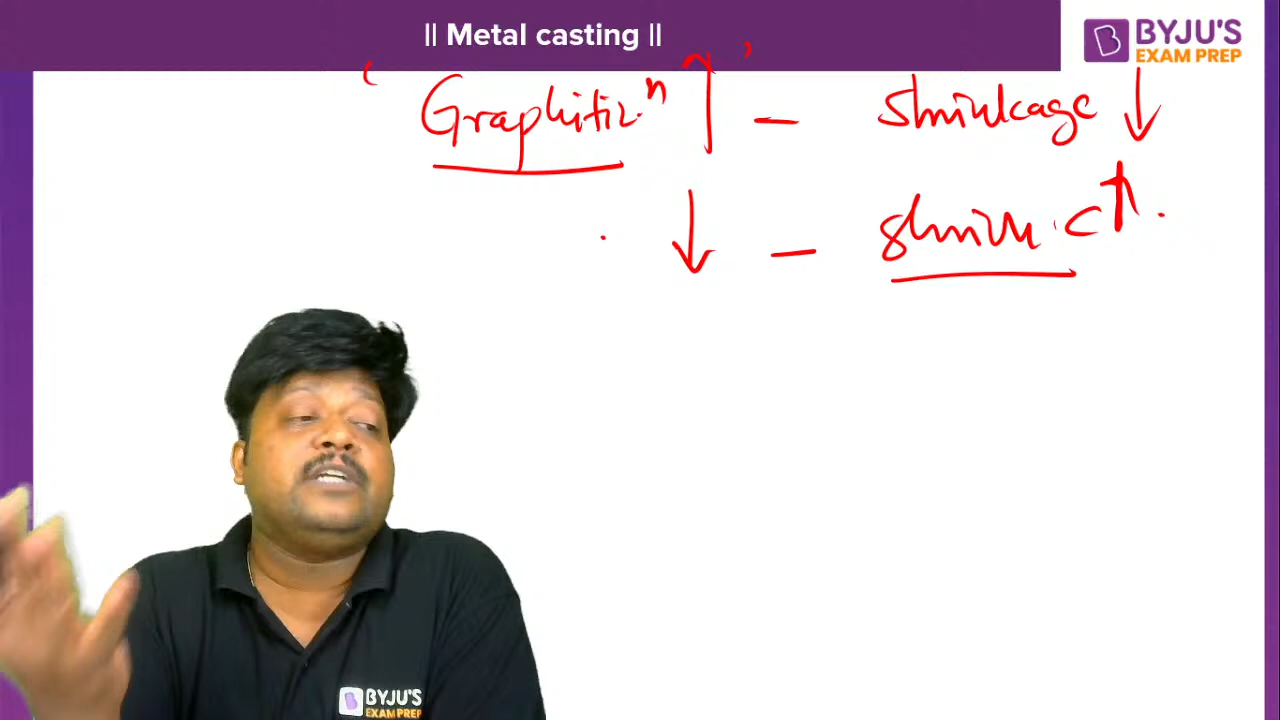 || Metal casting ||
BYJU'S
EXAM PREP
Graphitizⁿ ↑ – Shrinkage ↓
↓ – Shrink. ↑
BYJU'S
EXAM PREP